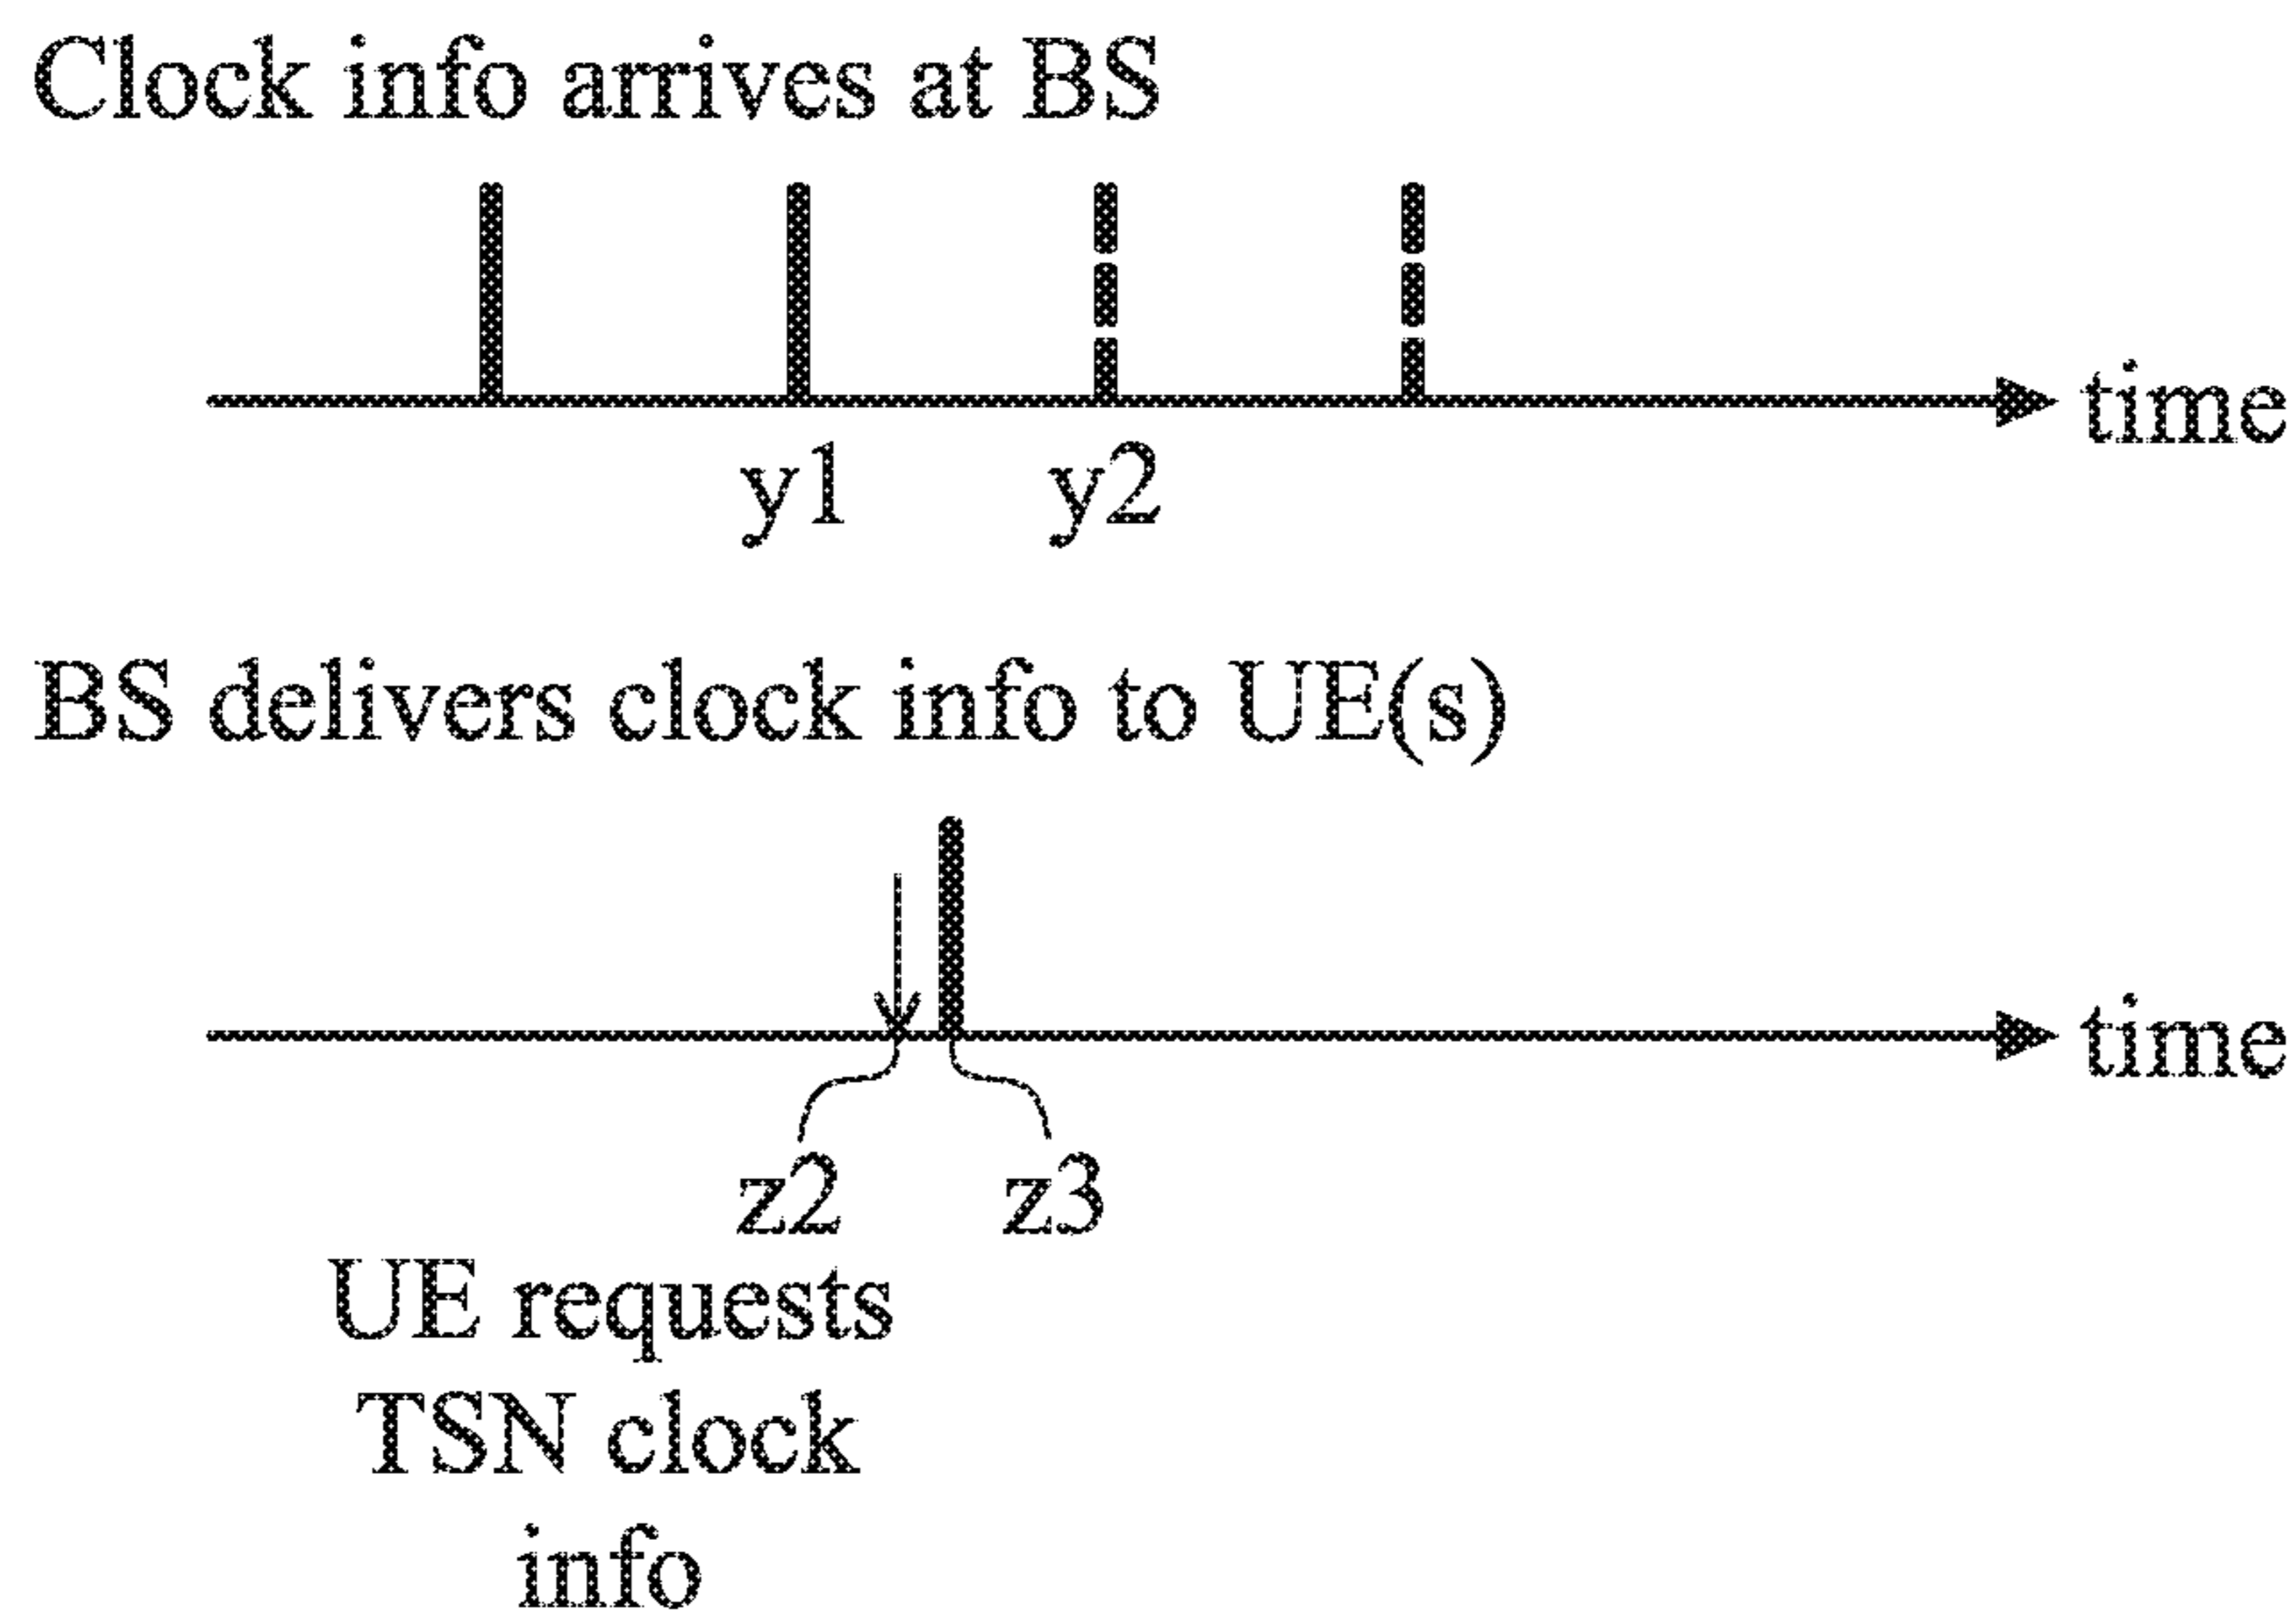 Clock info arrives at BS
time
y1 y2
BS delivers clock info to UE(s)
time
z2 z3
UE requests
TSN clock
info